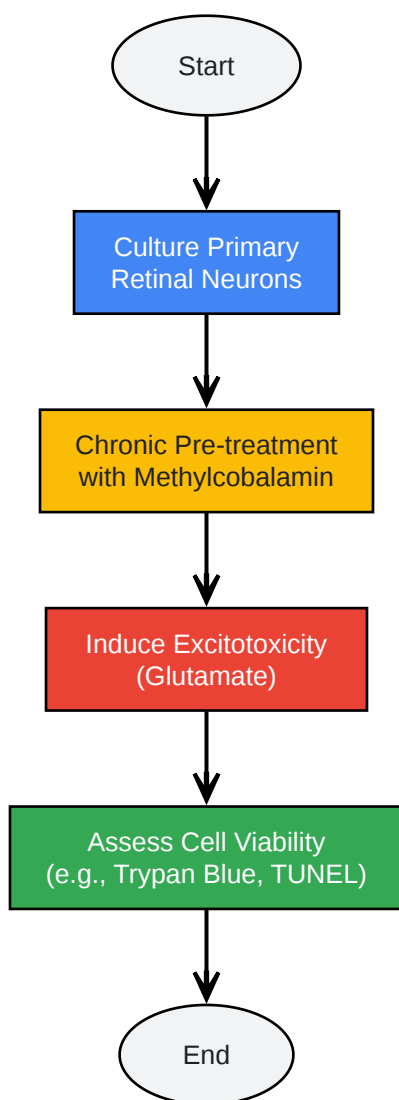 Start
Culture Primary
Retinal Neurons
Chronic Pre-treatment
with Methylcobalamin
Induce Excitotoxicity
(Glutamate)
Assess Cell Viability
(e.g., Trypan Blue, TUNEL)
End